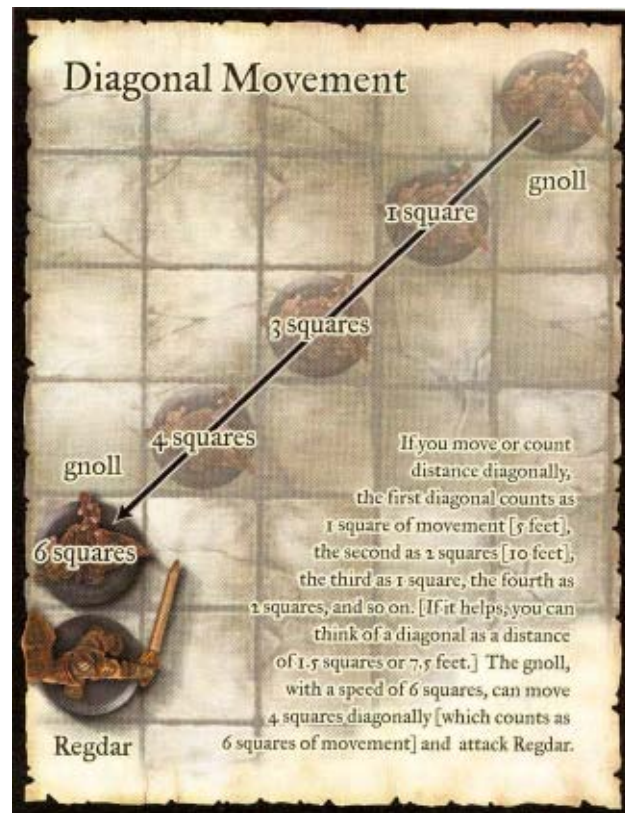 Diagonal Movement
gnoll
1 square
3 squares
4 squares
gnoll
6 squares
Regdar
If you move or count
distance diagonally,
the first diagonal counts as
1 square of movement [5 feet],
the second as 2 squares [10 feet],
the third as 1 square, the fourth as
2 squares, and so on. [If it helps, you can
think of a diagonal as a distance
of 1.5 squares or 7.5 feet.] The gnoll,
with a speed of 6 squares, can move
4 squares diagonally [which counts as
6 squares of movement] and attack Regdar.